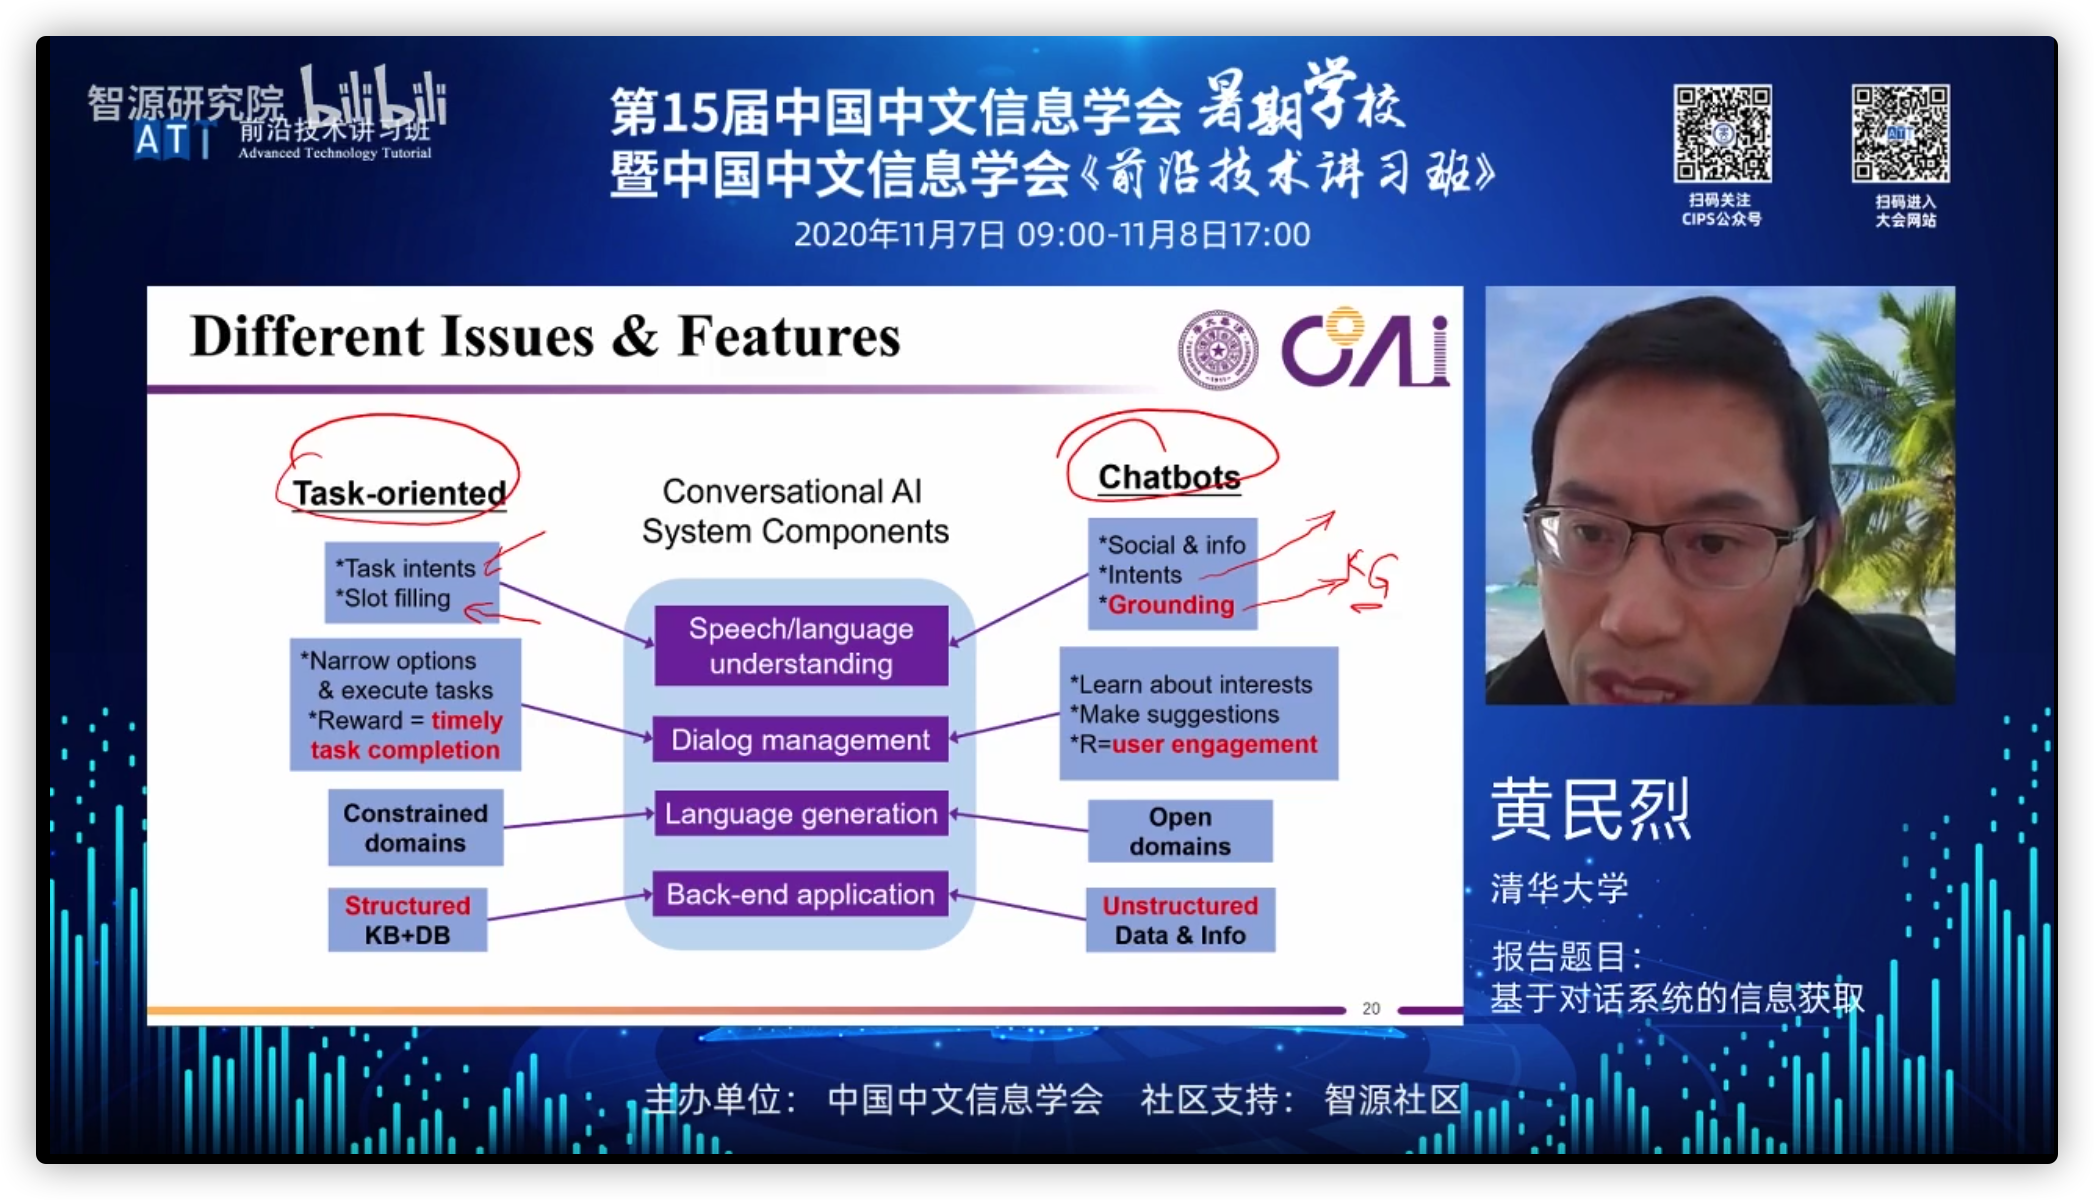 智源研究院 bilibili
ATT 前沿技术讲习班
Advanced Technology Tutorial
第15届中国中文信息学会 暑期学校
暨中国中文信息学会《前沿技术讲习班》
2020年11月7日 09:00-11月8日17:00
扫码关注
CIPS公众号
扫码进入
大会网站
Different Issues & Features
COAI
Task-oriented
*Task intents
*Slot filling
*Narrow options
& execute tasks
*Reward = timely
task completion
Constrained
domains
Structured
KB+DB
Conversational AI
System Components
Speech/language
understanding
Dialog management
Language generation
Back-end application
Chatbots
*Social & info
*Intents
*Grounding
KG
*Learn about interests
*Make suggestions
*R=user engagement
Open
domains
Unstructured
Data & Info
20
黄民烈
清华大学
报告题目：
基于对话系统的信息获取
主办单位： 中国中文信息学会 社区支持： 智源社区